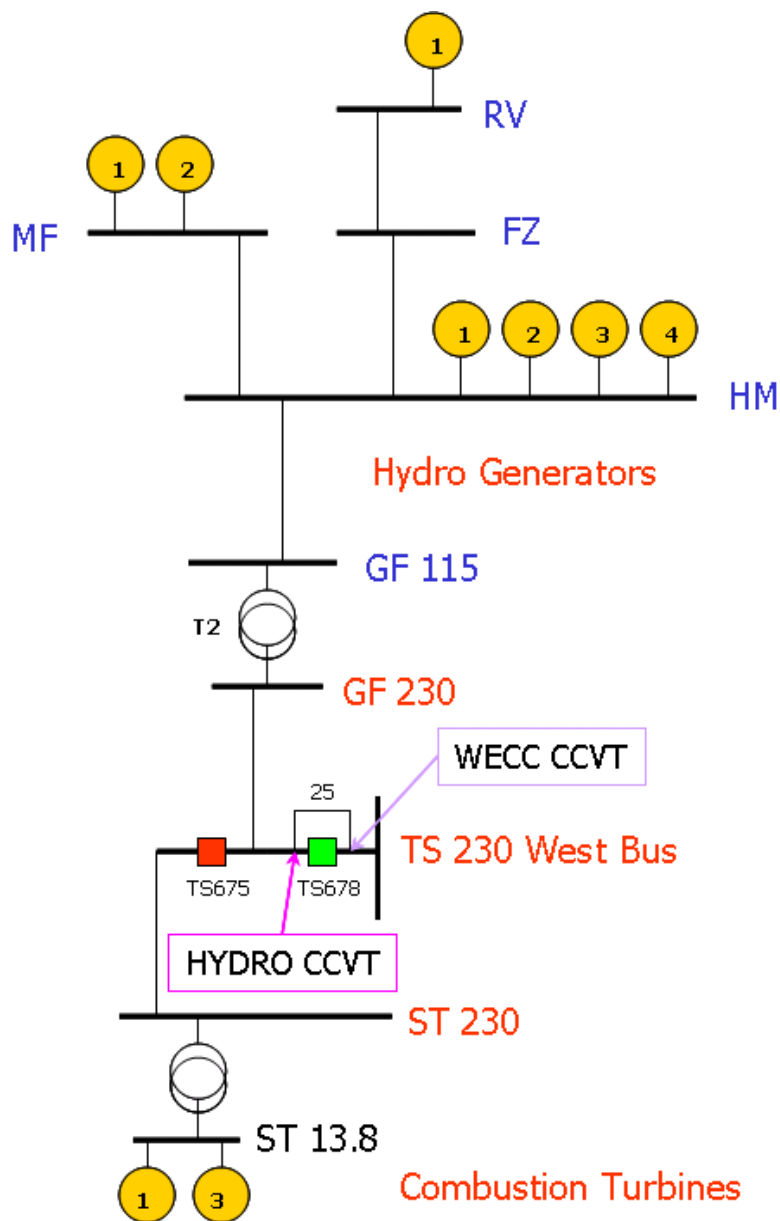 1
RV
1 2
MF
FZ
1 2 3 4
HM
Hydro Generators
GF 115
T2
GF 230
WECC CCVT
25
TS 230 West Bus
TS675 TS678
HYDRO CCVT
ST 230
ST 13.8
1 3
Combustion Turbines